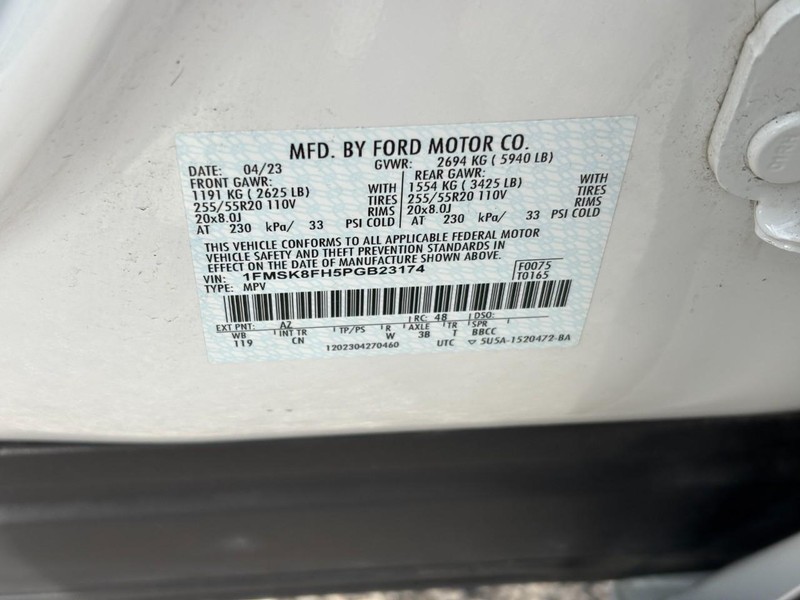 MFD. BY FORD MOTOR CO.
DATE: 04/23 GVWR: 2694 KG ( 5940 LB)
FRONT GAWR: REAR GAWR:
1191 KG ( 2625 LB) WITH 1554 KG ( 3425 LB) WITH
255/55R20 110V TIRES 255/55R20 110V TIRES
20x8.0J RIMS 20x8.0J RIMS
AT 230 kPa/ 33 PSI COLD AT 230 kPa/ 33 PSI COLD
THIS VEHICLE CONFORMS TO ALL APPLICABLE FEDERAL MOTOR
VEHICLE SAFETY AND THEFT PREVENTION STANDARDS IN
EFFECT ON THE DATE OF MANUFACTURE SHOWN ABOVE.
VIN: 1FMSK8FH5PGB23174 F0075
TYPE: MPV T0165
EXT PNT: A2 RC: 48 DSO:
WB INT TR TP/PS R AXLE TR SPR
119 CN W 3B T BBCC
1202304270460 UTC 5U5A-1520472-BA